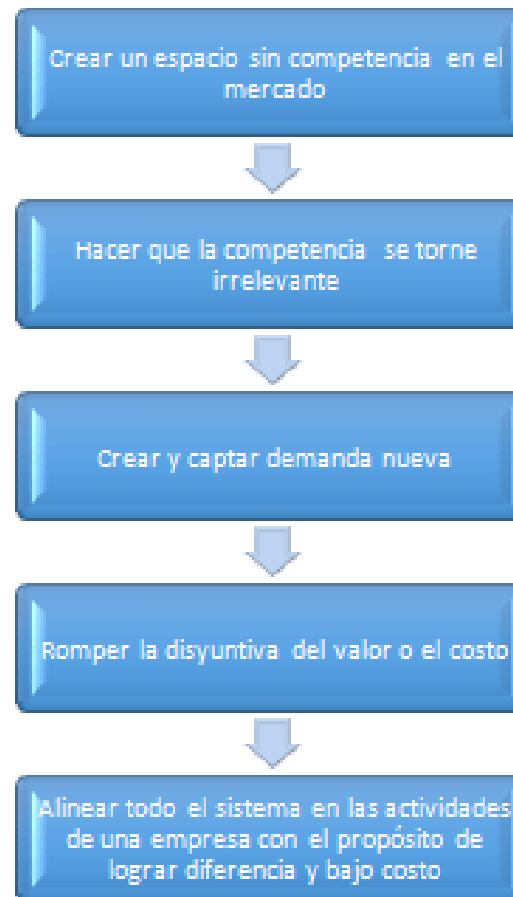 Crear un espacio sin competencia en el
mercado
Hacer que la competencia se torne
irrelevante
Crear y captar demanda nueva
Romper la disyuntiva del valor o el costo
Alinear todo el sistema en las actividades
de una empresa con el propósito de
lograr diferencia y bajo costo